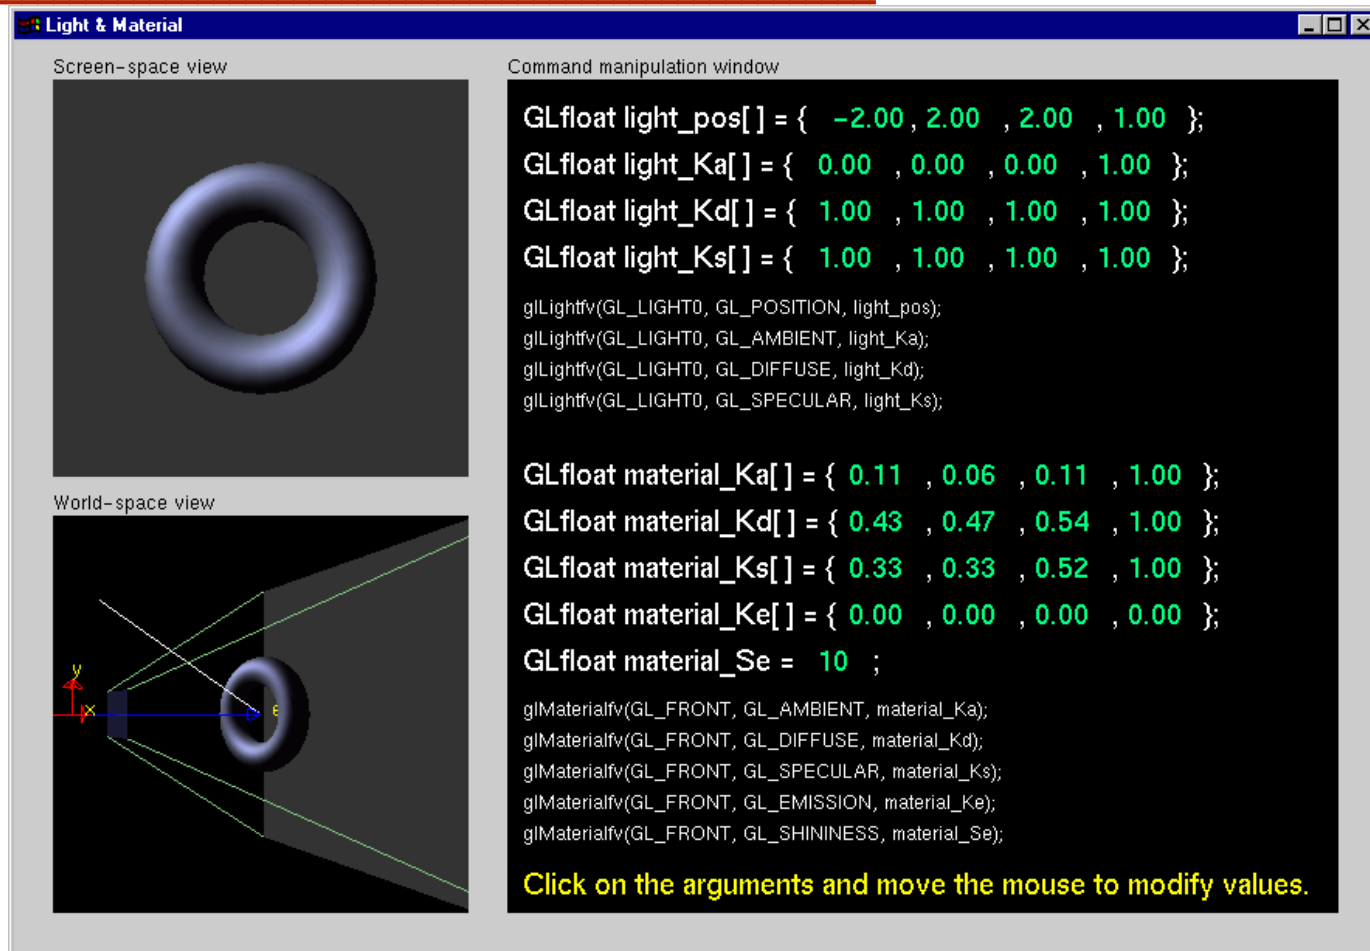 Light & Material
Screen-space view
Command manipulation window
GLfloat light_pos[ ] = { -2.00 , 2.00 , 2.00 , 1.00 };
GLfloat light_Ka[ ] = { 0.00 , 0.00 , 0.00 , 1.00 };
GLfloat light_Kd[ ] = { 1.00 , 1.00 , 1.00 , 1.00 };
GLfloat light_Ks[ ] = { 1.00 , 1.00 , 1.00 , 1.00 };
glLightfv(GL_LIGHT0, GL_POSITION, light_pos);
glLightfv(GL_LIGHT0, GL_AMBIENT, light_Ka);
glLightfv(GL_LIGHT0, GL_DIFFUSE, light_Kd);
glLightfv(GL_LIGHT0, GL_SPECULAR, light_Ks);
GLfloat material_Ka[ ] = { 0.11 , 0.06 , 0.11 , 1.00 };
GLfloat material_Kd[ ] = { 0.43 , 0.47 , 0.54 , 1.00 };
GLfloat material_Ks[ ] = { 0.33 , 0.33 , 0.52 , 1.00 };
GLfloat material_Ke[ ] = { 0.00 , 0.00 , 0.00 , 0.00 };
GLfloat material_Se = 10 ;
glMaterialfv(GL_FRONT, GL_AMBIENT, material_Ka);
glMaterialfv(GL_FRONT, GL_DIFFUSE, material_Kd);
glMaterialfv(GL_FRONT, GL_SPECULAR, material_Ks);
glMaterialfv(GL_FRONT, GL_EMISSION, material_Ke);
glMaterialfv(GL_FRONT, GL_SHININESS, material_Se);
Click on the arguments and move the mouse to modify values.
World-space view
y
x
e